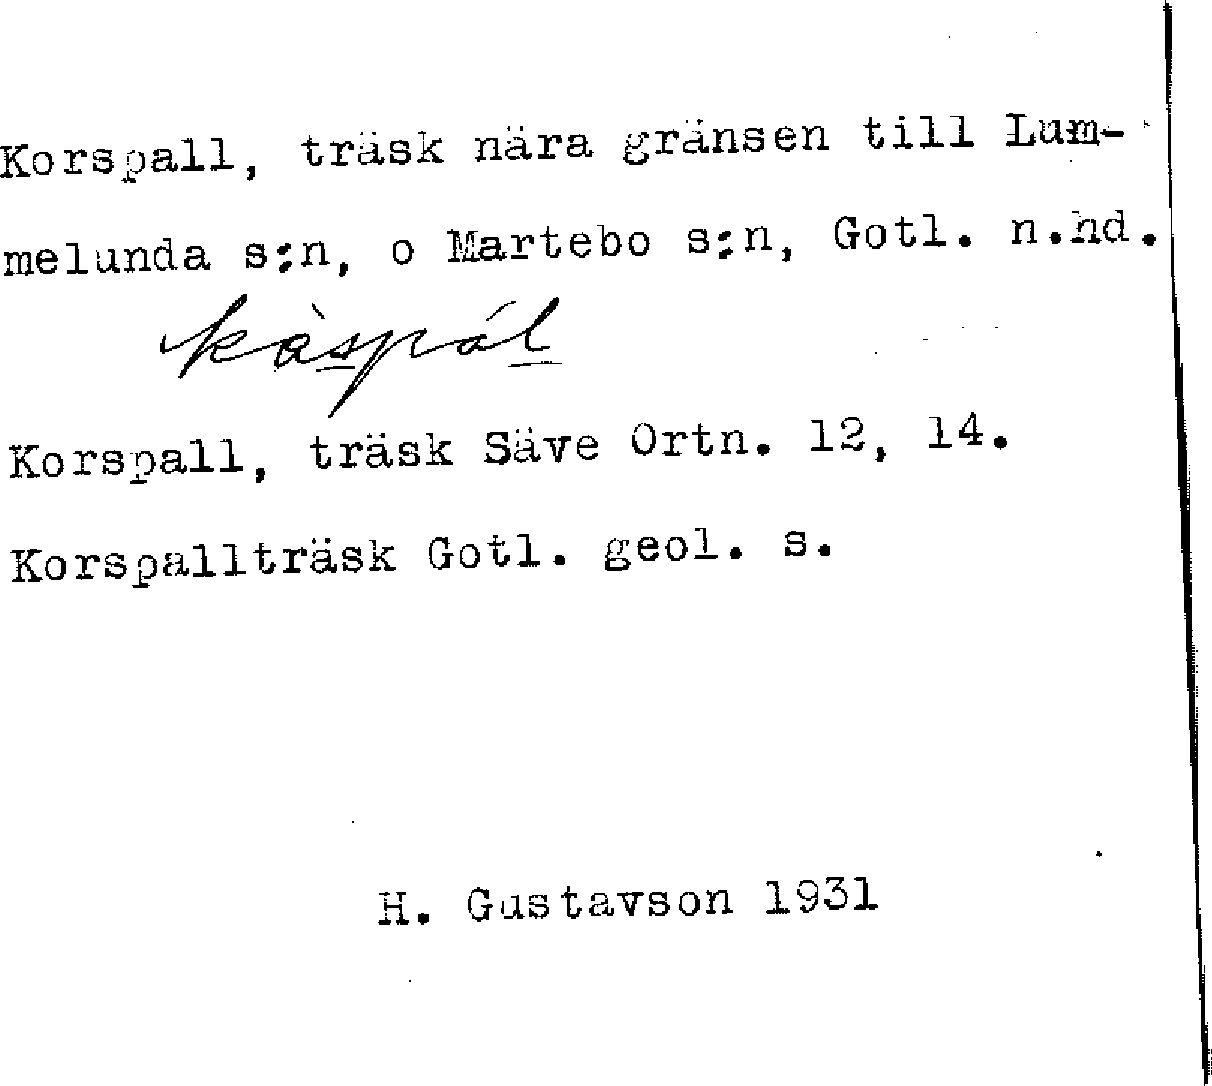 Korspall, träsk nära gränsen till Lum-
melunda s:n, o Martebo s:n, Gotl. n.hd.
kàspál
Korspall, träsk Säve Ortn. 12, 14.
Korspallträsk Gotl. geol. s.
H. Gustavson 1931